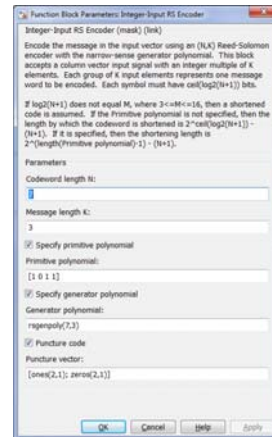 Function Block Parameters: Integer-Input RS Encoder
Integer-Input RS Encoder (mask) (link)
Encode the message in the input vector using an (N,K) Reed-Solomon
encoder with the narrow-sense generator polynomial. This block
accepts a column vector input signal with an integer multiple of K
elements. Each group of K input elements represents one message
word to be encoded. Each symbol must have ceil(log2(N+1)) bits.
If log2(N+1) does not equal M, where 3<=M<=16, then a shortened
code is assumed. If the Primitive polynomial is not specified, then the
length by which the codeword is shortened is 2^ceil(log2(N+1)) -
(N+1). If it is specified, then the shortening length is
2^(length(Primitive polynomial)-1) - (N+1).
Parameters
Codeword length N:
7
Message length K:
3
Specify primitive polynomial
Primitive polynomial:
[1 0 1 1]
Specify generator polynomial
Generator polynomial:
rsgenpoly(7,3)
Puncture code
Puncture vector:
[ones(2,1); zeros(2,1)]
OK Cancel Help Apply